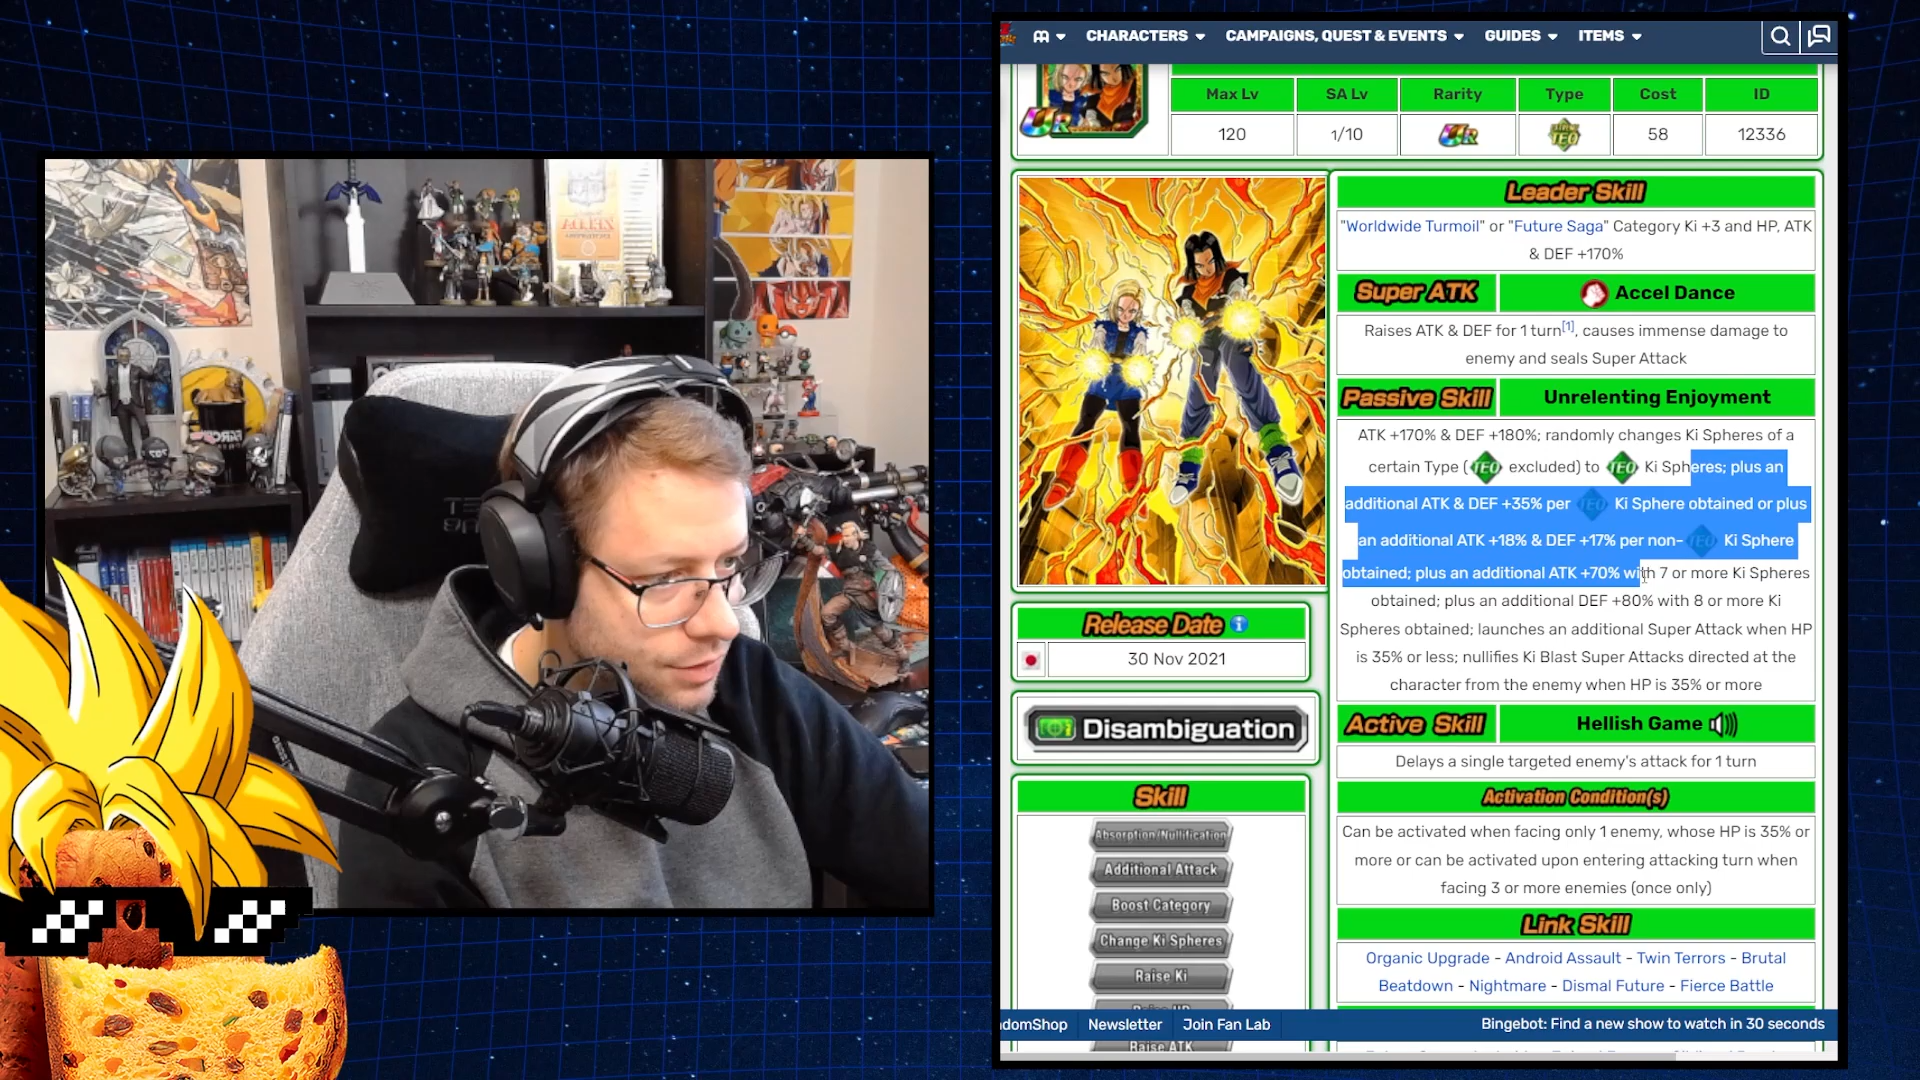 CHARACTERS
CAMPAIGNS, QUEST & EVENTS
GUIDES
ITEMS
Max Lv
SA Lv
Rarity
Type
Cost
ID
120
1/10
UR
TEQ
58
12336
UR
Leader Skill
"Worldwide Turmoil" or "Future Saga" Category Ki +3 and HP, ATK
& DEF +170%
Super ATK
Accel Dance
Raises ATK & DEF for 1 turn[1], causes immense damage to
enemy and seals Super Attack
Passive Skill
Unrelenting Enjoyment
ATK +170% & DEF +180%; randomly changes Ki Spheres of a
certain Type (TEQ excluded) to TEQ Ki Spheres; plus an
additional ATK & DEF +35% per TEQ Ki Sphere obtained or plus
an additional ATK +18% & DEF +17% per non-TEQ Ki Sphere
obtained; plus an additional ATK +70% with 7 or more Ki Spheres
obtained; plus an additional DEF +80% with 8 or more Ki
Spheres obtained; launches an additional Super Attack when HP
is 35% or less; nullifies Ki Blast Super Attacks directed at the
character from the enemy when HP is 35% or more
Release Date
30 Nov 2021
Disambiguation
Active Skill
Hellish Game
Delays a single targeted enemy's attack for 1 turn
Activation Condition(s)
Can be activated when facing only 1 enemy, whose HP is 35% or
more or can be activated upon entering attacking turn when
facing 3 or more enemies (once only)
Link Skill
Organic Upgrade - Android Assault - Twin Terrors - Brutal
Beatdown - Nightmare - Dismal Future - Fierce Battle
Skill
Absorption/Nullification
Additional Attack
Boost Category
Change Ki Spheres
Raise Ki
Raise ATK
domShop
Newsletter
Join Fan Lab
Bingebot: Find a new show to watch in 30 seconds
ZELDA